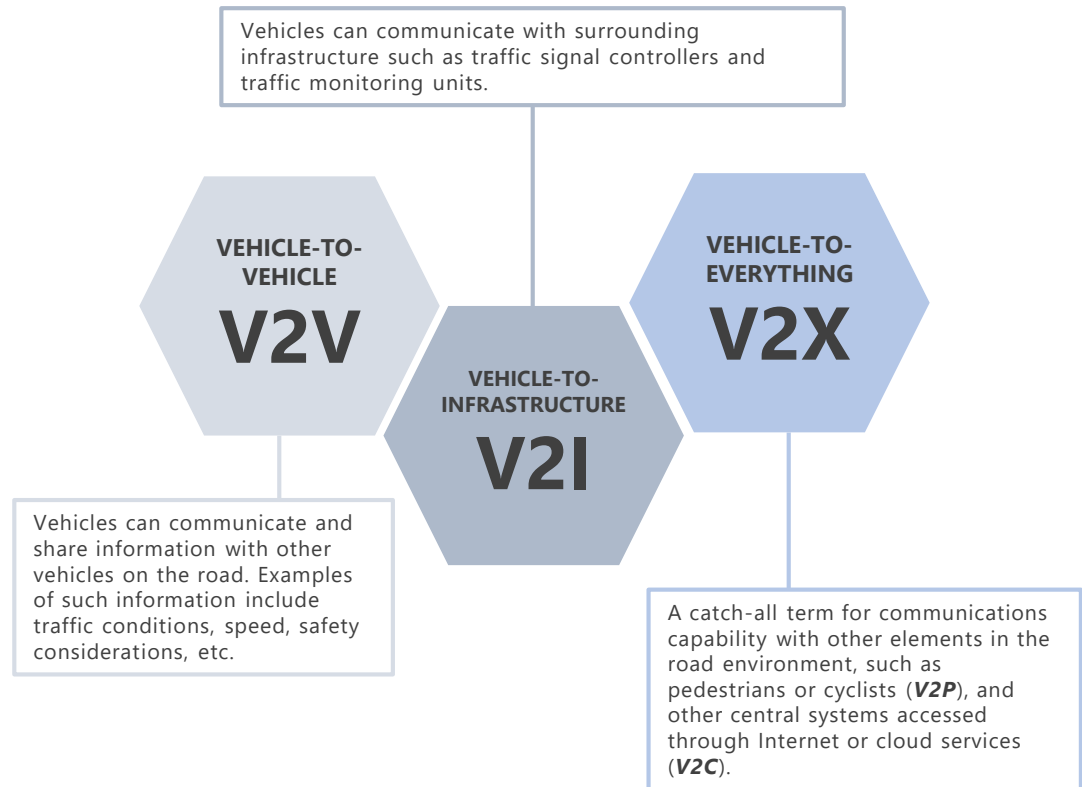 Vehicles can communicate with surrounding
infrastructure such as traffic signal controllers and
traffic monitoring units.
VEHICLE-TO-
VEHICLE
V2V
VEHICLE-TO-
INFRASTRUCTURE
V2I
VEHICLE-TO-
EVERYTHING
V2X
Vehicles can communicate and
share information with other
vehicles on the road. Examples
of such information include
traffic conditions, speed, safety
considerations, etc.
A catch-all term for communications
capability with other elements in the
road environment, such as
pedestrians or cyclists (V2P), and
other central systems accessed
through Internet or cloud services
(V2C).